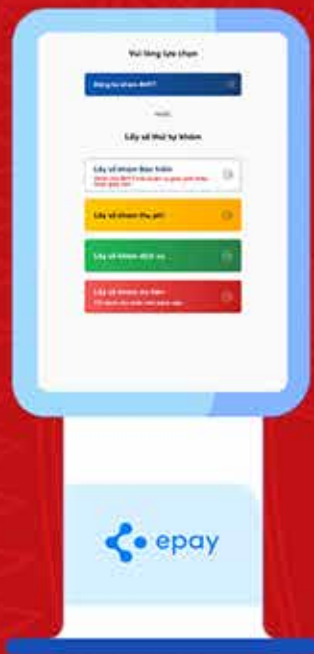 Vui lòng lựa chọn
Đăng ký khám BHYT
Hoặc
Lấy số thứ tự khám
Lấy số khám Bảo hiểm
Lấy số khám thu phí
Lấy số khám dịch vụ
Lấy số khám ưu tiên
epay